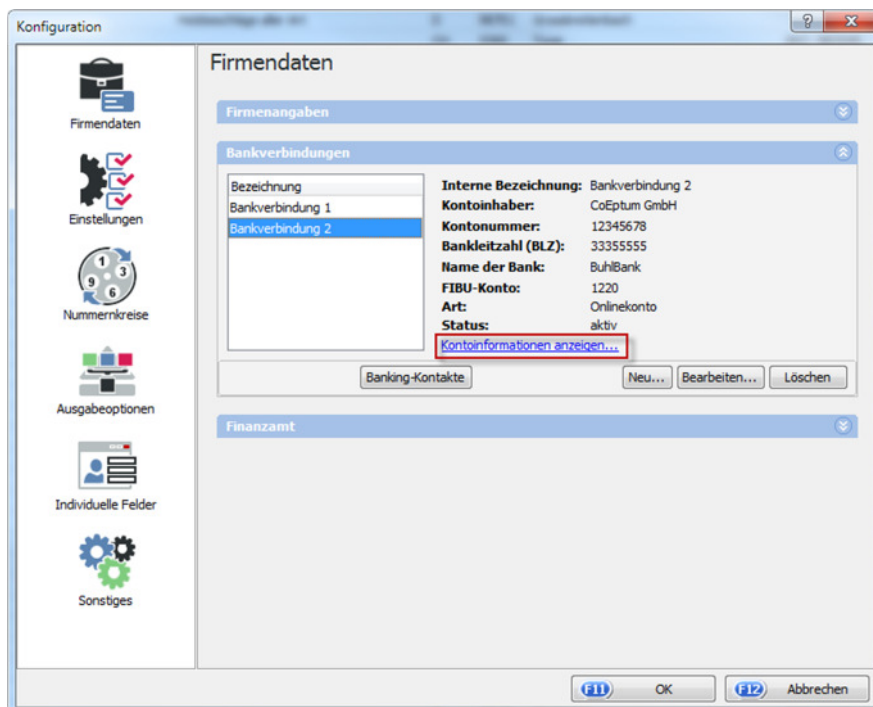 Konfiguration
Firmendaten
Einstellungen
Nummernkreise
Ausgabeoptionen
Individuelle Felder
Sonstiges
Firmendaten
Firmenangaben
Bankverbindungen
Bezeichnung
Bankverbindung 1
Bankverbindung 2
Interne Bezeichnung: Bankverbindung 2
Kontoinhaber: CoEptum GmbH
Kontonummer: 12345678
Bankleitzahl (BLZ): 33355555
Name der Bank: BuhlBank
FIBU-Konto: 1220
Art: Onlinekonto
Status: aktiv
Kontoinformationen anzeigen...
Banking-Kontakte Neu... Bearbeiten... Löschen
Finanzamt
F11 OK F12 Abbrechen